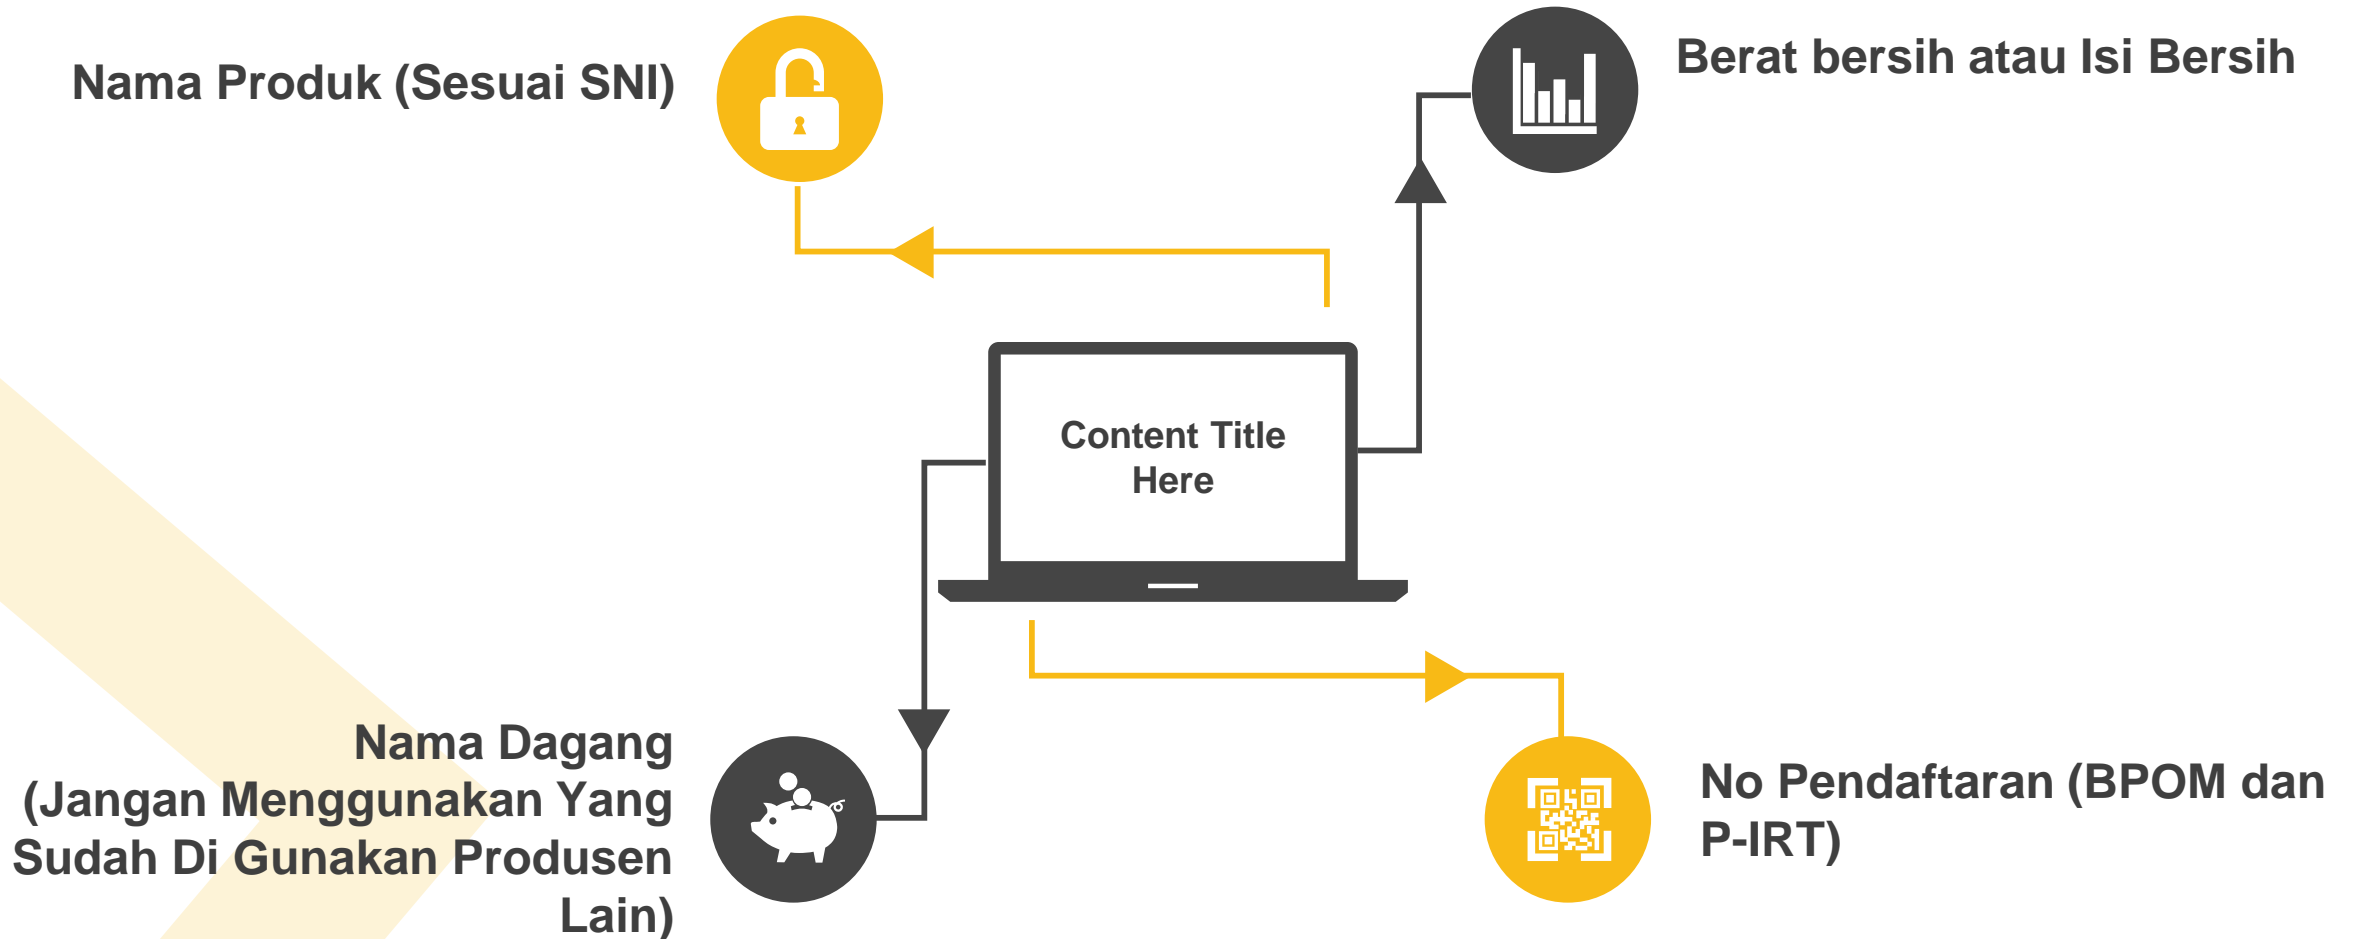 Nama Produk (Sesuai SNI)
Berat bersih atau Isi Bersih
Content Title
Here
Nama Dagang
(Jangan Menggunakan Yang
Sudah Di Gunakan Produsen
Lain)
No Pendaftaran (BPOM dan
P-IRT)